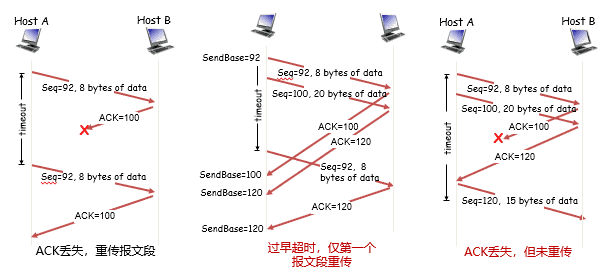 Host A
Host B
Seq=92, 8 bytes of data
ACK=100
X
timeout
Seq=92, 8 bytes of data
ACK=100
ACK丢失，重传报文段
SendBase=92
Seq=92, 8 bytes of data
Seq=100, 20 bytes of data
ACK=100
ACK=120
timeout
Seq=92, 8
bytes of data
SendBase=100
SendBase=120
ACK=120
SendBase=120
过早超时，仅第一个
报文段重传
Host A
Host B
Seq=92, 8 bytes of data
Seq=100, 20 bytes of data
ACK=100
X
timeout
ACK=120
Seq=120, 15 bytes of data
ACK丢失，但未重传